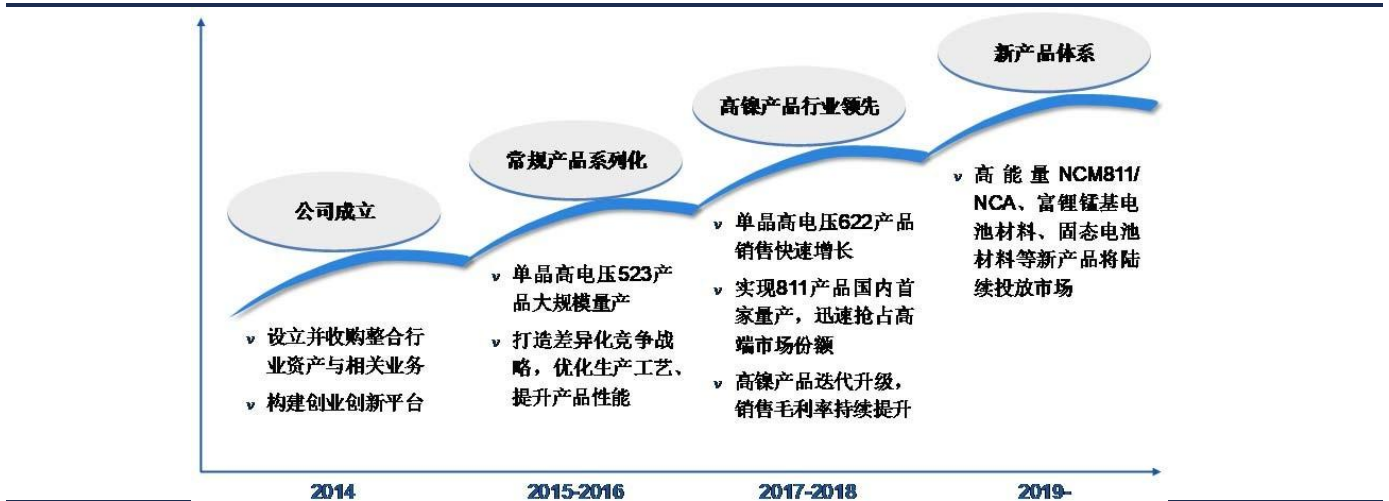 公司成立
v 设立并收购整合行
业资产与相关业务
v 构建创业创新平台
2014
常规产品系列化
v 单晶高电压523产
品大规模量产
v 打造差异化竞争战
略，优化生产工艺、
提升产品性能
2015-2016
高镍产品行业领先
v 单晶高电压622产品
销售快速增长
v 实现811产品国内首
家量产，迅速抢占高
端市场份额
v 高镍产品迭代升级，
销售毛利率持续提升
2017-2018
新产品体系
v 高能量NCM811/
NCA、富锂锰基电
池材料、固态电池
材料等新产品将陆
续投放市场
2019-